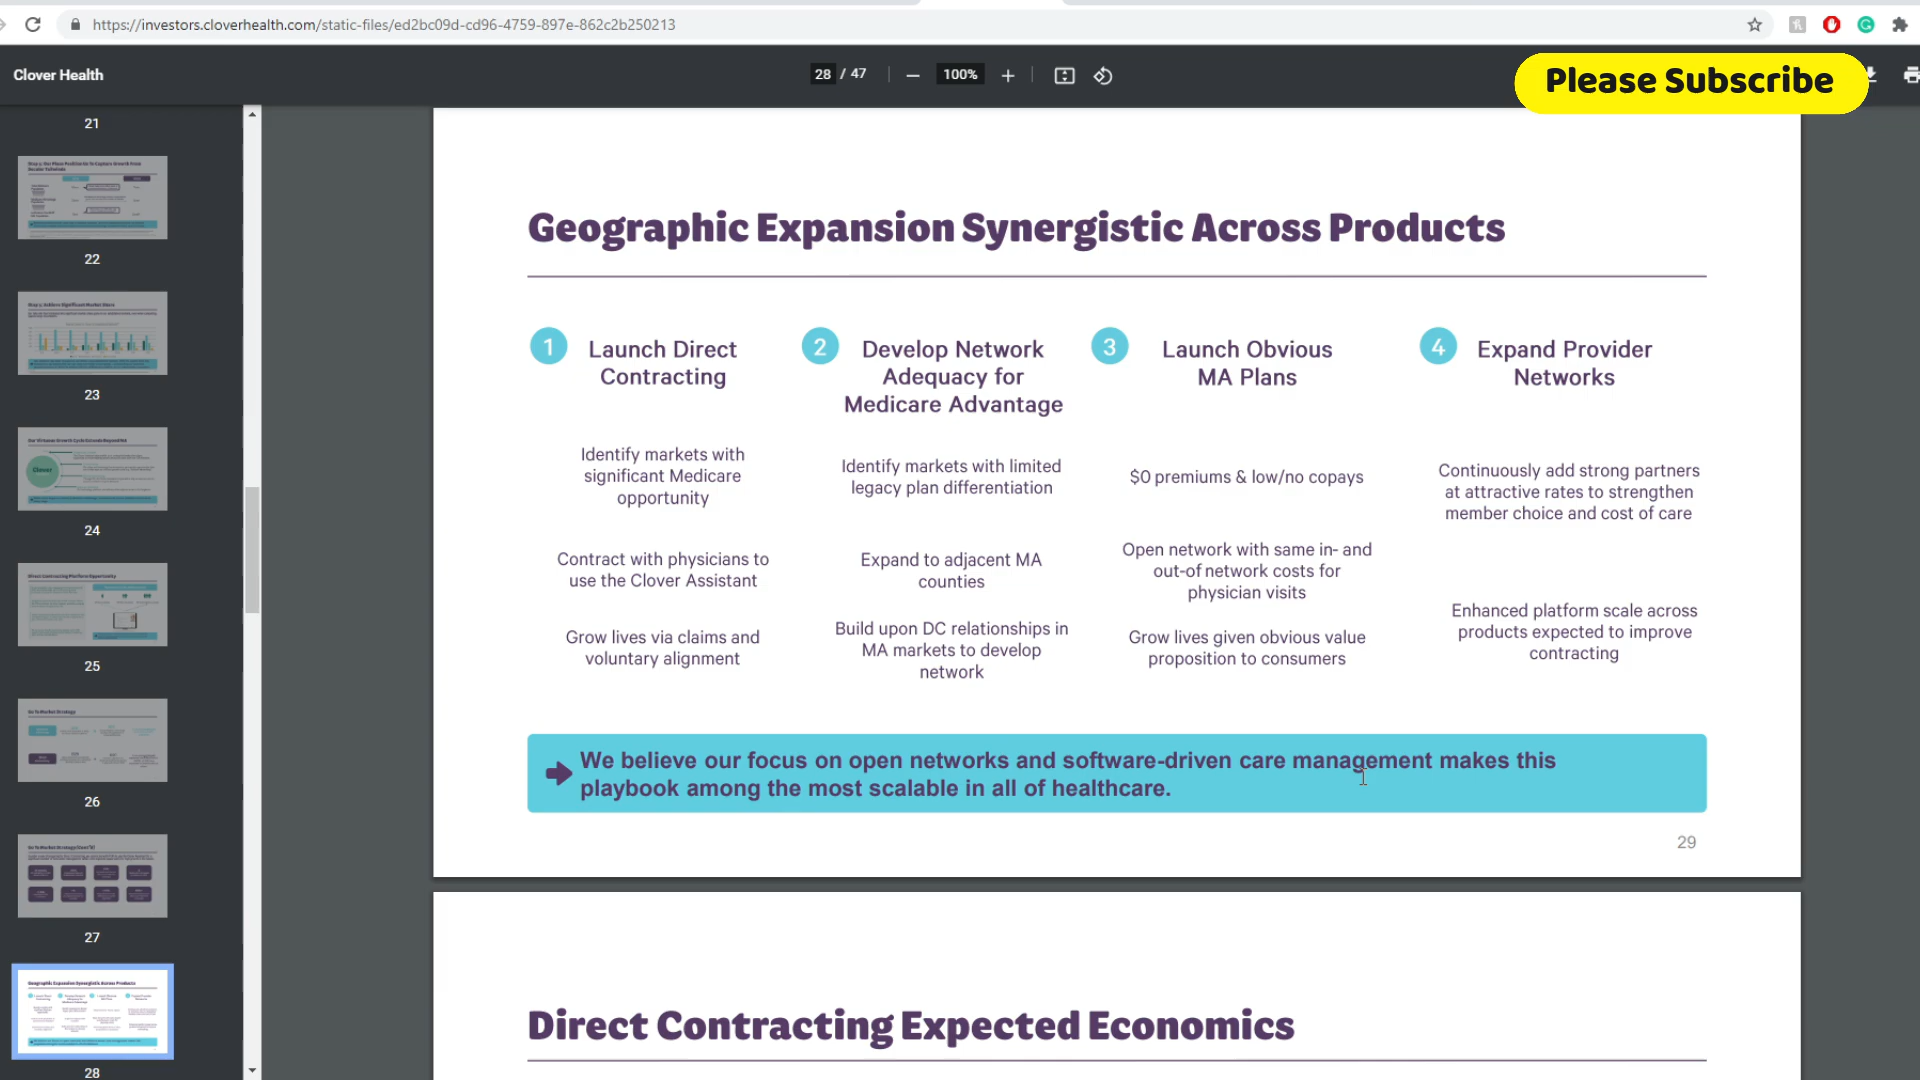 https://investors.cloverhealth.com/static-files/ed2bc09d-cd96-4759-897e-862c2b250213
Clover Health
28 / 47
100%
Please Subscribe
21
22
23
24
25
26
27
28
Geographic Expansion Synergistic Across Products
1
Launch Direct
Contracting
Identify markets with
significant Medicare
opportunity
Contract with physicians to
use the Clover Assistant
Grow lives via claims and
voluntary alignment
2
Develop Network
Adequacy for
Medicare Advantage
Identify markets with limited
legacy plan differentiation
Expand to adjacent MA
counties
Build upon DC relationships in
MA markets to develop
network
3
Launch Obvious
MA Plans
$0 premiums & low/no copays
Open network with same in- and
out-of network costs for
physician visits
Grow lives given obvious value
proposition to consumers
4
Expand Provider
Networks
Continuously add strong partners
at attractive rates to strengthen
member choice and cost of care
Enhanced platform scale across
products expected to improve
contracting
We believe our focus on open networks and software-driven care management makes this
playbook among the most scalable in all of healthcare.
29
Direct Contracting Expected Economics